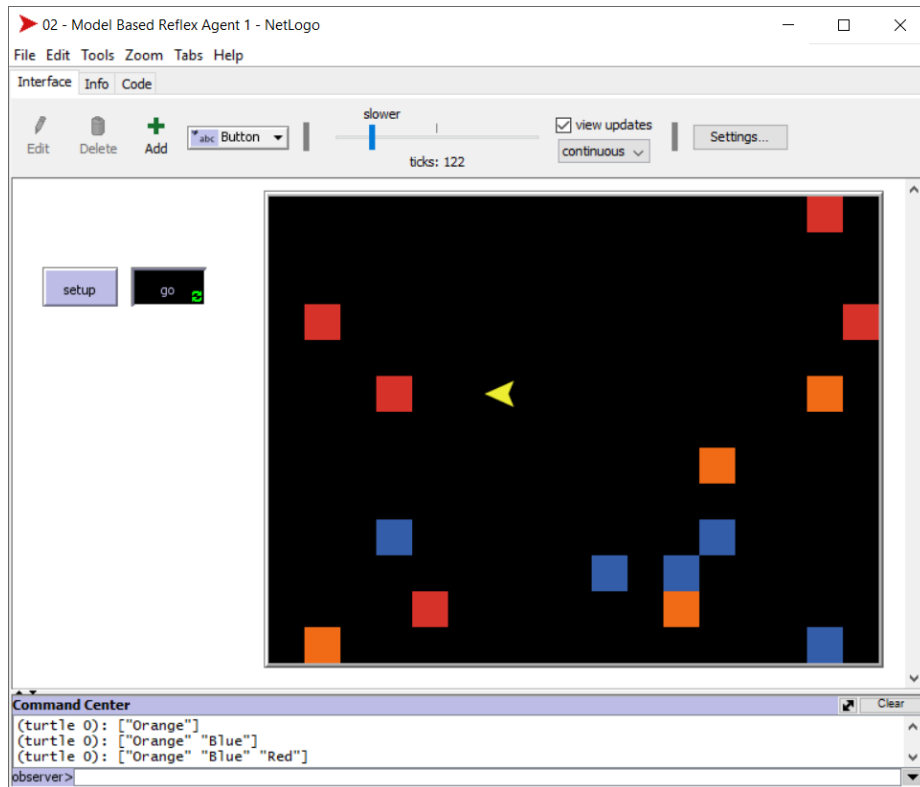 02 - Model Based Reflex Agent 1 - NetLogo
File Edit Tools Zoom Tabs Help
Interface Info Code
Edit Delete Add abc Button slower ticks: 122 view updates continuous Settings...
setup go
Command Center Clear
(turtle 0): ["Orange"]
(turtle 0): ["Orange" "Blue"]
(turtle 0): ["Orange" "Blue" "Red"]
observer>